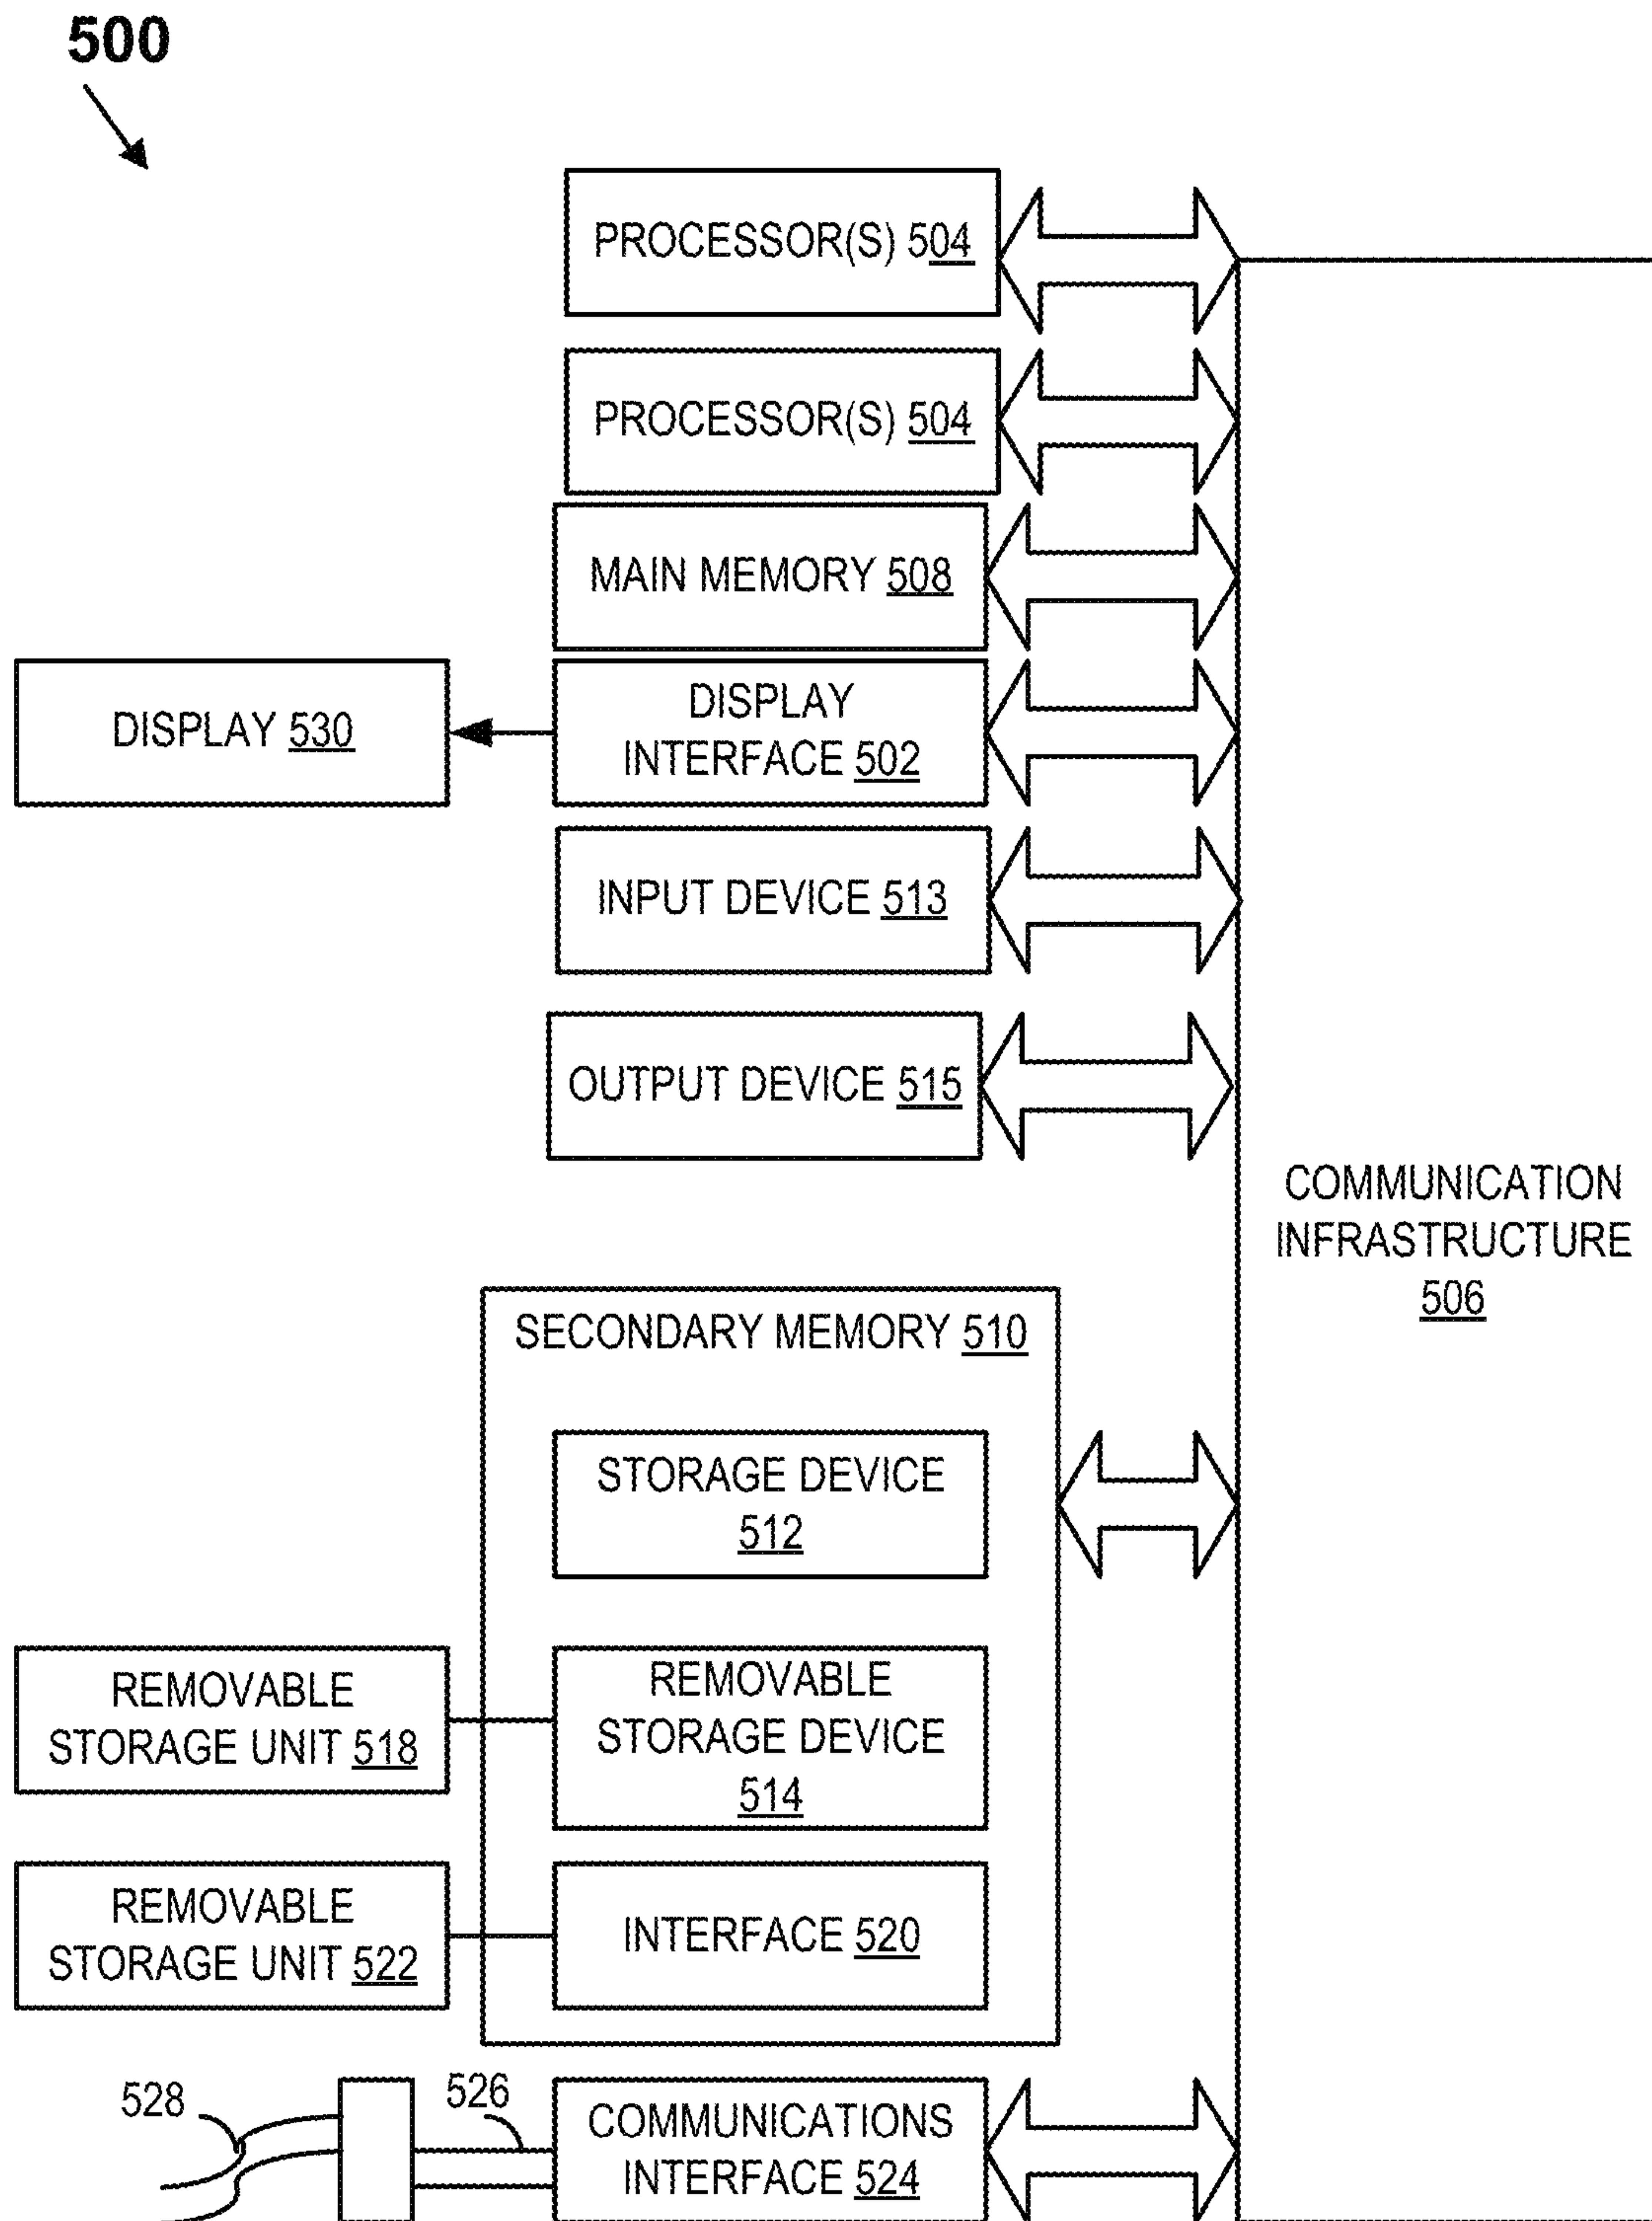 500
PROCESSOR(S) 504
PROCESSOR(S) 504
MAIN MEMORY 508
DISPLAY 530
DISPLAY
INTERFACE 502
INPUT DEVICE 513
OUTPUT DEVICE 515
COMMUNICATION
INFRASTRUCTURE
506
SECONDARY MEMORY 510
STORAGE DEVICE
512
REMOVABLE
STORAGE UNIT 518
REMOVABLE
STORAGE DEVICE
514
REMOVABLE
STORAGE UNIT 522
INTERFACE 520
528
526
COMMUNICATIONS
INTERFACE 524